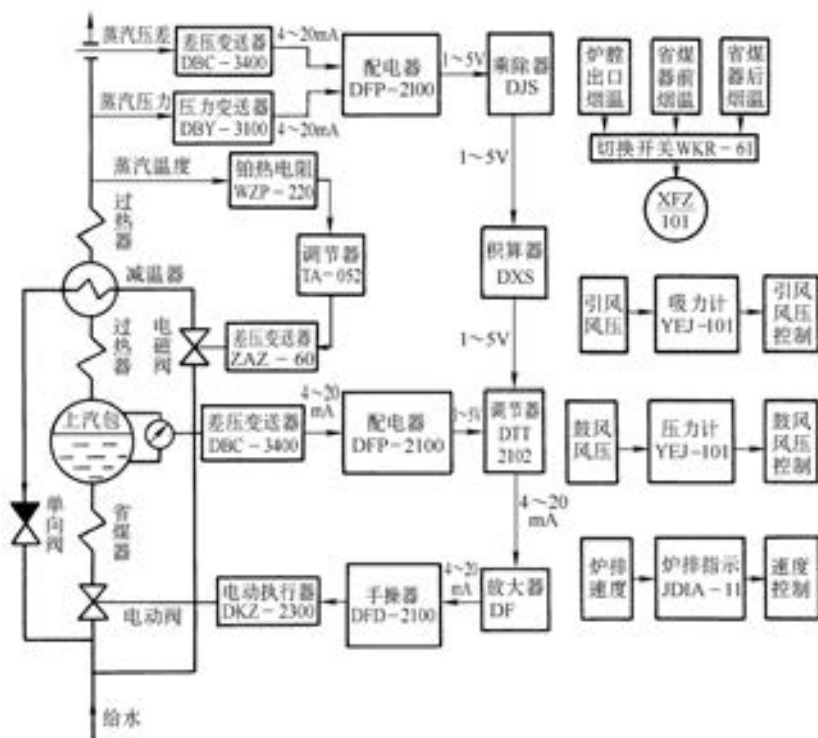 蒸汽压差
差压变送器
DBC-3400
4~20mA
配电器
DFP-2100
1~5V
乘除器
DJS
炉膛
出口
烟温
省煤
器前
烟温
省煤
器后
烟温
蒸汽压力
压力变送器
DBY-3100
4~20mA
切换开关WKR-61
蒸汽温度
铂热电阻
WZP-220
1~5V
XFZ
101
过热器
调节器
TA-052
积算器
DXS
减温器
引风
风压
吸力计
YEJ-101
引风
风压
控制
过热器
电磁阀
差压变送器
ZAZ-60
1~5V
上汽包
差压变送器
DBC-3400
4~20
mA
配电器
DFP-2100
1~5V
调节器
DTT
2102
鼓风
风压
压力计
YEJ-101
鼓风
风压
控制
单向阀
省煤器
4~20
mA
电动阀
电动执行器
DKZ-2300
手操器
DFD-2100
4~20
mA
放大器
DF
炉排
速度
炉排指示
JDIA-11
速度
控制
给水